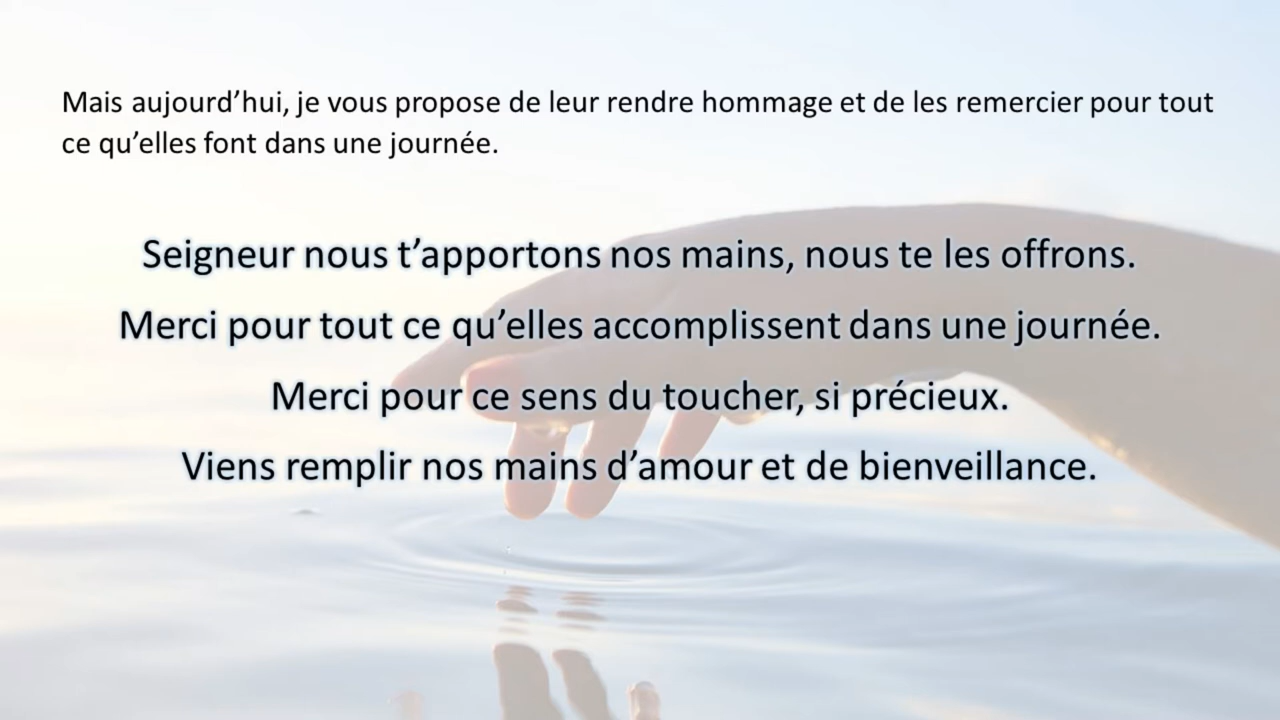 Mais aujourd’hui, je vous propose de leur rendre hommage et de les remercier pour tout
ce qu’elles font dans une journée.
Seigneur nous t’apportons nos mains, nous te les offrons.
Merci pour tout ce qu’elles accomplissent dans une journée.
Merci pour ce sens du toucher, si précieux.
Viens remplir nos mains d’amour et de bienveillance.